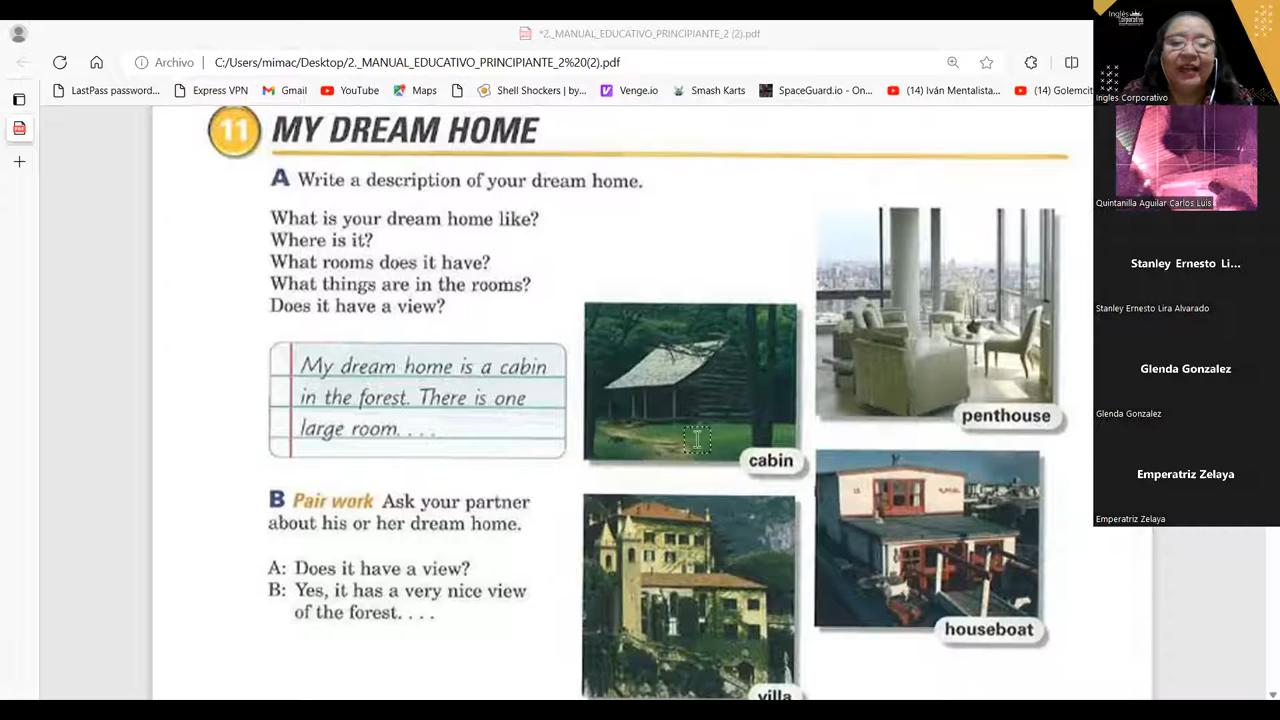 *2._MANUAL_EDUCATIVO_PRINCIPIANTE_2 (2).pdf
Archivo C:/Users/mimac/Desktop/2._MANUAL_EDUCATIVO_PRINCIPIANTE_2%20(2).pdf
LastPass password... Express VPN Gmail YouTube Maps Shell Shockers | by... Venge.io Smash Karts SpaceGuard.io - On... (14) Iván Mentalista... (14) Golemcit
11 MY DREAM HOME
A Write a description of your dream home.
What is your dream home like?
Where is it?
What rooms does it have?
What things are in the rooms?
Does it have a view?
My dream home is a cabin
in the forest. There is one
large room. . . .
cabin
penthouse
B Pair work Ask your partner
about his or her dream home.
A: Does it have a view?
B: Yes, it has a very nice view
of the forest. . . .
villa
houseboat
Inglés
Corporativo
Ingles Corporativo
Quintanilla Aguilar Carlos Luis
Stanley Ernesto Li...
Stanley Ernesto Lira Alvarado
Glenda Gonzalez
Glenda Gonzalez
Emperatriz Zelaya
Emperatriz Zelaya